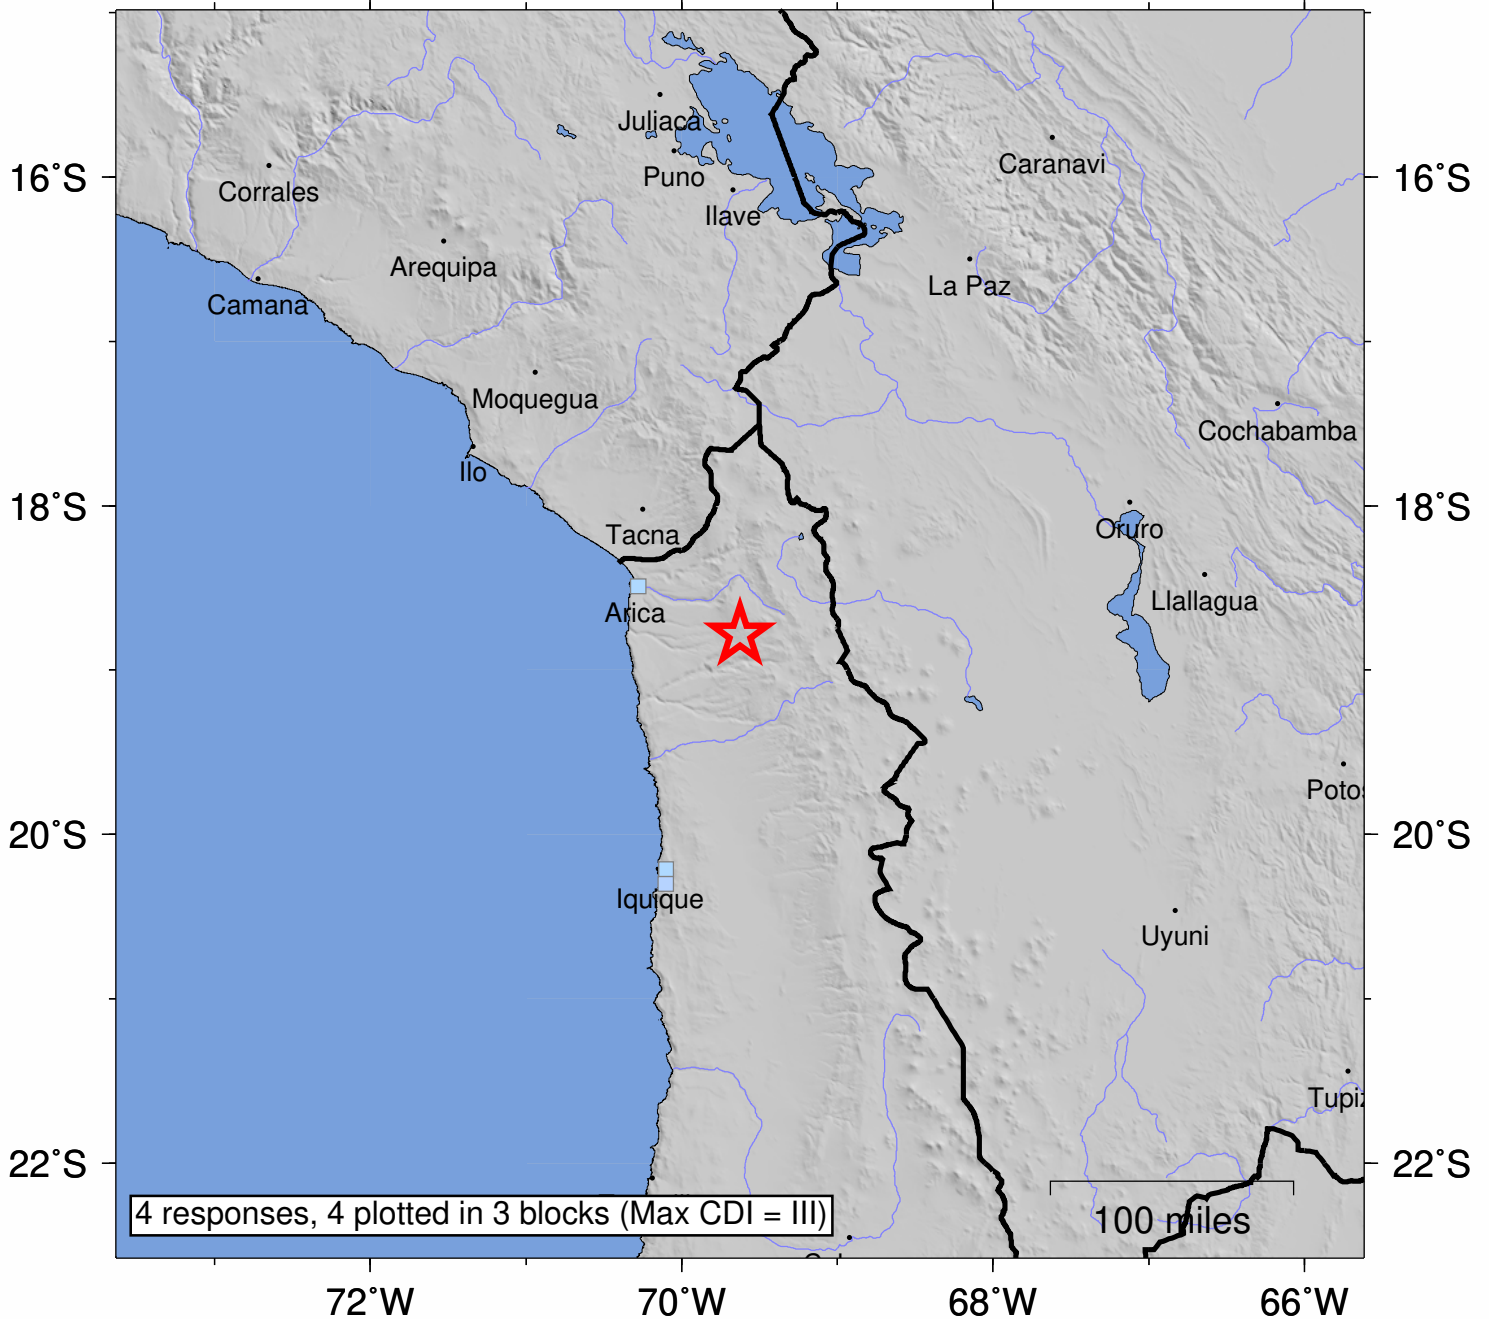 Juliaca
Puno
Ilave
Caranavi
16°S
16°S
Corrales
Arequipa
Camana
La Paz
Moquegua
Cochabamba
Ilo
18°S
18°S
Tacna
Oruro
Arica
Llallagua
Poto
20°S
20°S
Iquique
Uyuni
Tupiz
22°S
22°S
4 responses, 4 plotted in 3 blocks (Max CDI = III)
100 miles
72°W
70°W
68°W
66°W